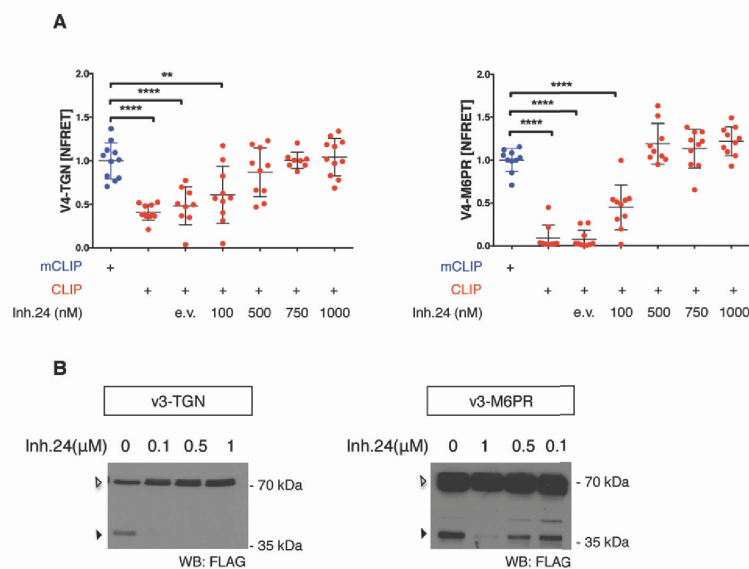 A
V4-TGN [NFRET]
2.0
1.5
1.0
0.5
0.0
**
****
****
mCLIP +
CLIP + + + + + +
Inh.24 (nM) e.v. 100 500 750 1000
V4-M6PR [NFRET]
2.0
1.5
1.0
0.5
0.0
****
****
****
mCLIP +
CLIP + + + + + +
Inh.24 (nM) e.v. 100 500 750 1000
B
v3-TGN
Inh.24(μM) 0 0.1 0.5 1
- 70 kDa
- 35 kDa
WB: FLAG
v3-M6PR
Inh.24(μM) 0 1 0.5 0.1
- 70 kDa
- 35 kDa
WB: FLAG